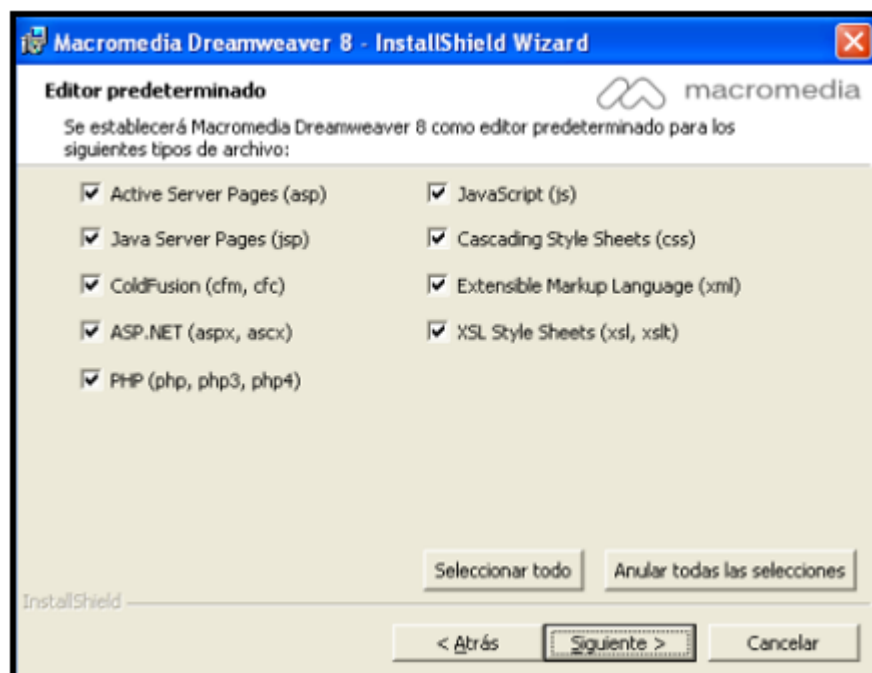 Macromedia Dreamweaver 8 - InstallShield Wizard
Editor predeterminado
macromedia
Se establecerá Macromedia Dreamweaver 8 como editor predeterminado para los
siguientes tipos de archivo:
Active Server Pages (asp)
JavaScript (js)
Java Server Pages (jsp)
Cascading Style Sheets (css)
ColdFusion (cfm, cfc)
Extensible Markup Language (xml)
ASP.NET (aspx, ascx)
XSL Style Sheets (xsl, xslt)
PHP (php, php3, php4)
Seleccionar todo
Anular todas las selecciones
InstallShield
< Atrás
Siguiente >
Cancelar